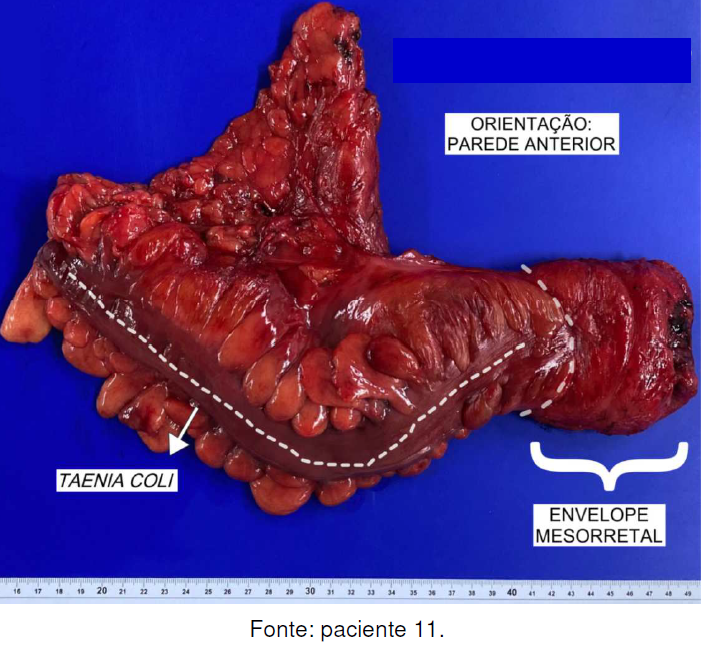 ORIENTAÇÃO:
PAREDE ANTERIOR
TAENIA COLI
ENVELOPE
MESORRETAL
16 17 18 19 20 21 22 23 24 25 26 27 28 29 30 31 32 33 34 35 36 37 38 39 40 41 42 43 44 45 46 47 48 49
Fonte: paciente 11.